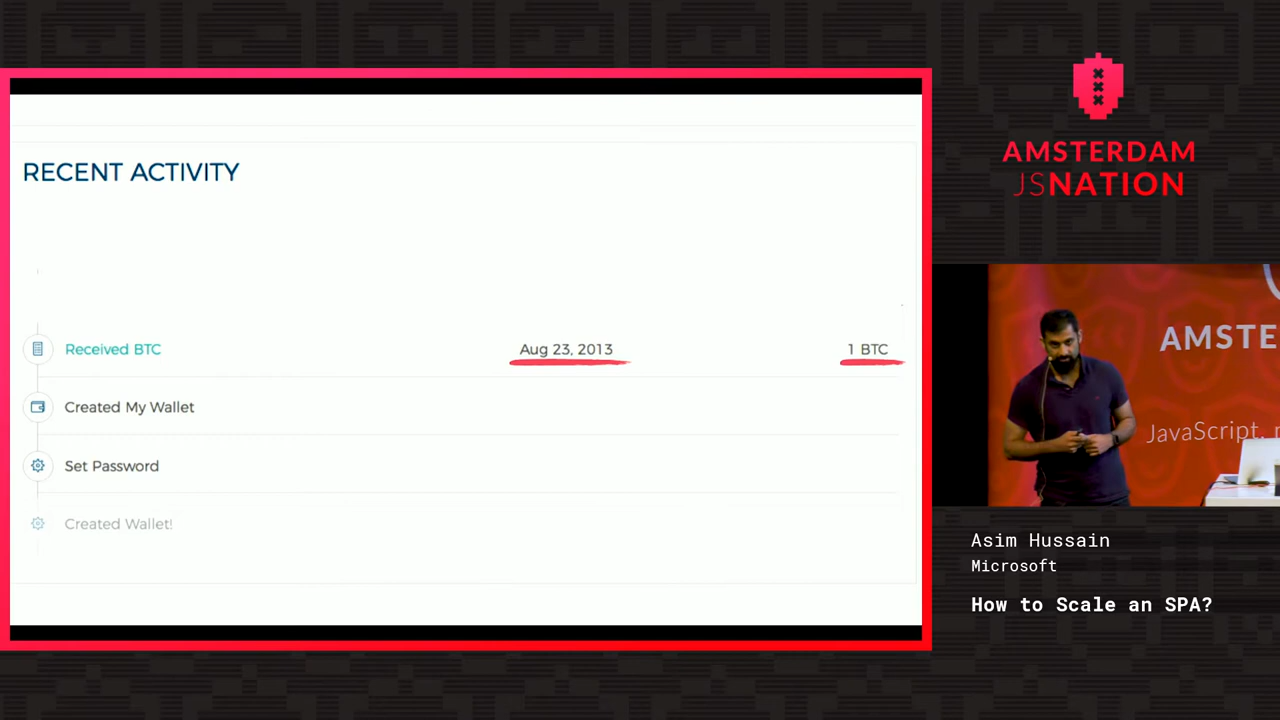 RECENT ACTIVITY
Received BTC
Aug 23, 2013
1 BTC
Created My Wallet
Set Password
Created Wallet!
AMSTERDAM
JSNATION
AMSTE
JavaScript,
Asim Hussain
Microsoft
How to Scale an SPA?